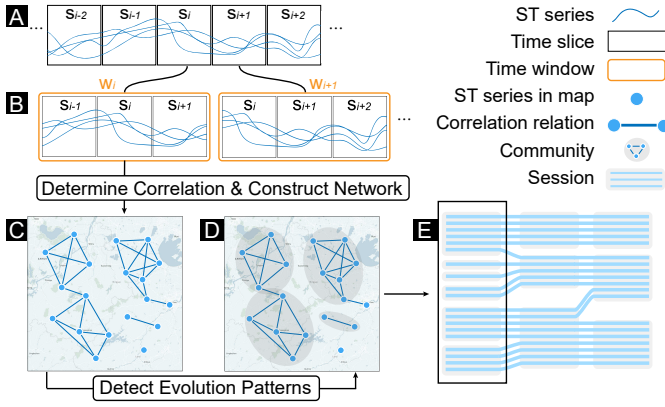 A
... Si-2 Si-1 Si Si+1 Si+2 ...
ST series
Time slice
Time window
ST series in map
Correlation relation
Community
Session
Wi Wi+1
B
Si-1 Si Si+1 Si Si+1 Si+2 ...
Determine Correlation & Construct Network
C D E
Detect Evolution Patterns